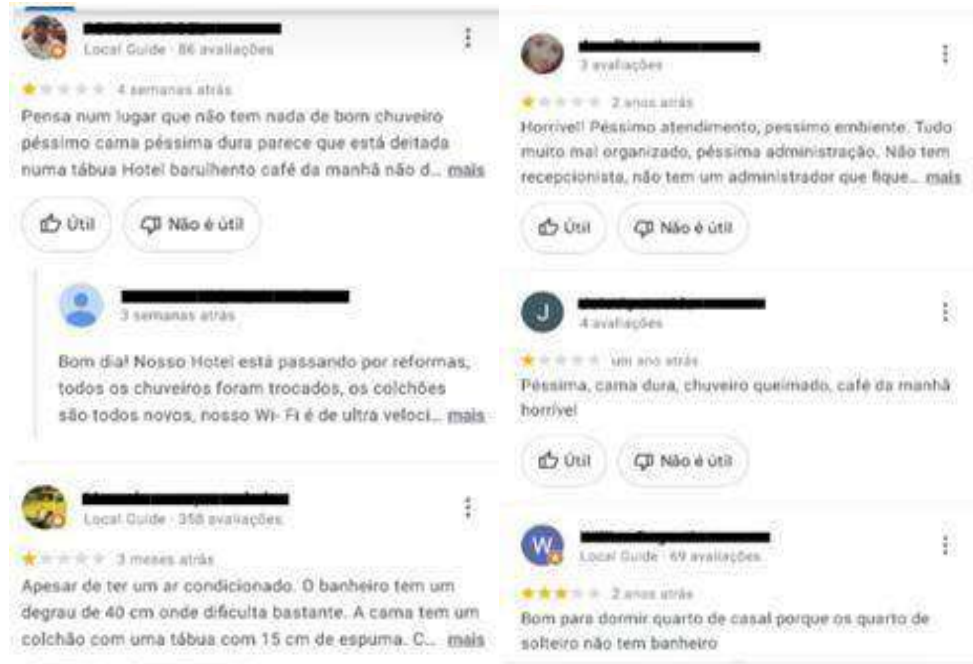 Local Guide · 86 avaliações
4 semanas atrás
Pensa num lugar que não tem nada de bom chuveiro
péssimo cama péssima dura parece que está deitada
numa tábua Hotel barulhento café da manhã não d... mais
Útil
Não é útil
3 semanas atrás
Bom dia! Nosso Hotel está passando por reformas,
todos os chuveiros foram trocados, os colchões
são todos novos, nosso Wi- Fi é de ultra veloci... mais
Local Guide · 358 avaliações
3 meses atrás
Apesar de ter um ar condicionado. O banheiro tem um
degrau de 40 cm onde dificulta bastante. A cama tem um
colchão com uma tábua com 15 cm de espuma. C... mais
3 avaliações
2 anos atrás
Horrível! Péssimo atendimento, pessimo embiente. Tudo
muito mal organizado, péssima administração. Não tem
recepcionista, não tem um administrador que fique... mais
Útil
Não é útil
J
4 avaliações
um ano atrás
Péssima, cama dura, chuveiro queimado, café da manhã
horrível
Útil
Não é útil
W
Local Guide · 69 avaliações
2 anos atrás
Bom para dormir quarto de casal porque os quarto de
solteiro não tem banheiro